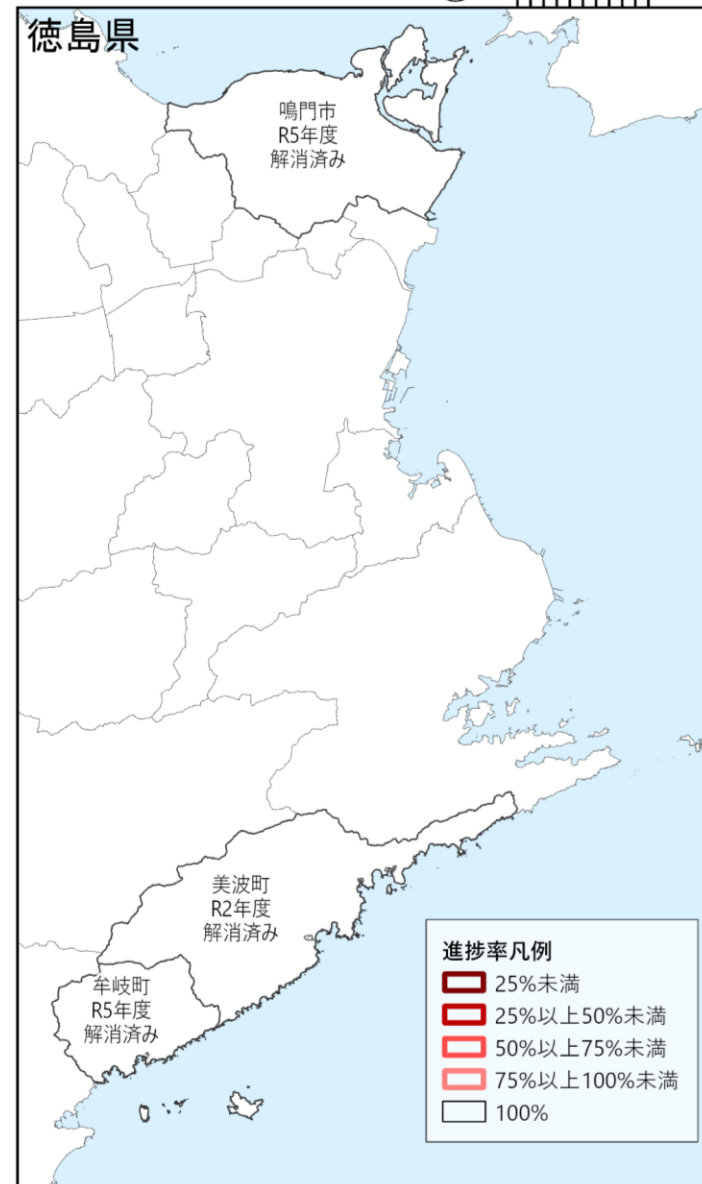 徳島県
鳴門市
R5年度
解消済み
美波町
R2年度
解消済み
牟岐町
R5年度
解消済み
進捗率凡例
25%未満
25%以上50%未満
50%以上75%未満
75%以上100%未満
100%